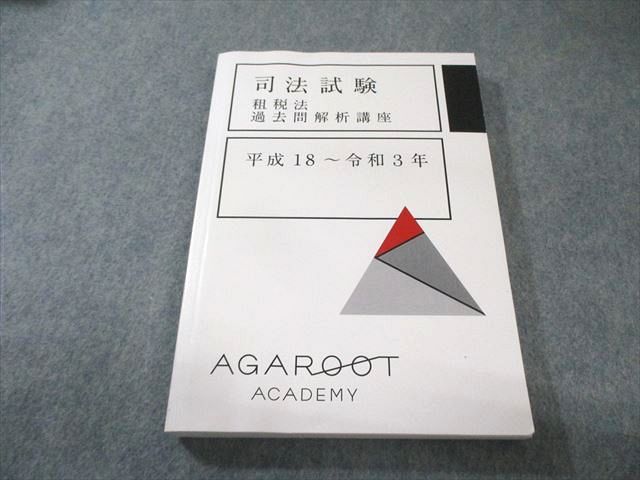 司法試験
租税法
過去問解析講座
平成18～令和3年
AGAROOT
ACADEMY